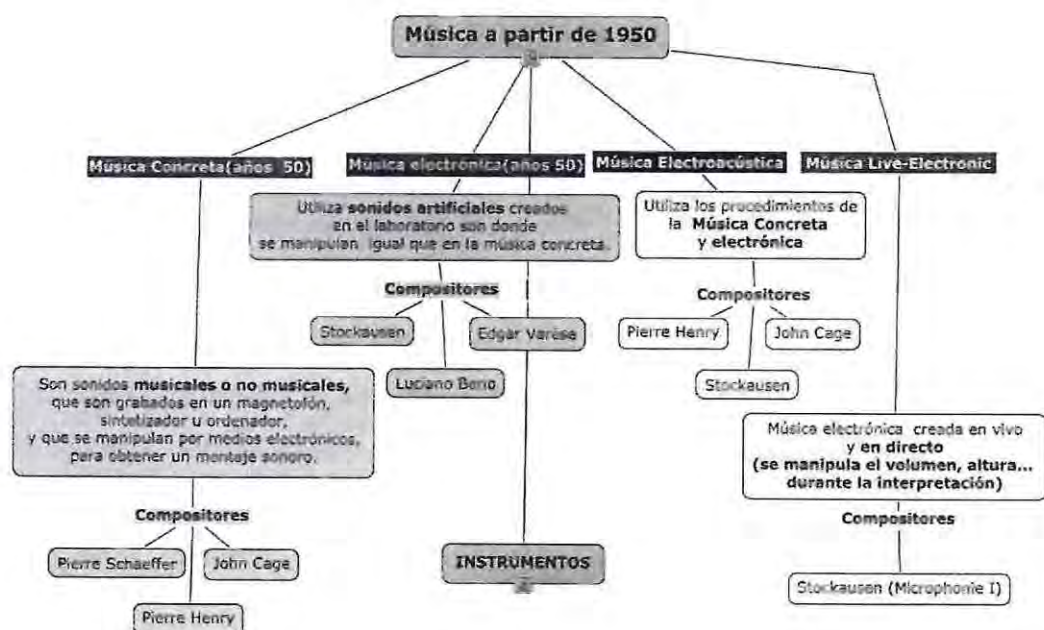 Música a partir de 1950
Música Concreta(años 50)
Música electrónica(años 50)
Música Electroacústica
Música Live-Electronic
Utiliza sonidos artificiales creados
en el laboratorio son donde
se manipulan igual que en la música concreta.
Compositores
Stockausen
Edgar Varése
Luciano Berio
Utiliza los procedimientos de
la Música Concreta
y electrónica
Compositores
Pierre Henry
John Cage
Stockausen
Son sonidos musicales o no musicales,
que son grabados en un magnetofón,
sintetizador u ordenador,
y que se manipulan por medios electrónicos,
para obtener un montaje sonoro.
Compositores
Pierre Schaeffer
John Cage
Pierre Henry
INSTRUMENTOS
Música electrónica creada en vivo
y en directo
(se manipula el volumen, altura...
durante la interpretación)
Compositores
Stockausen (Microphonie I)